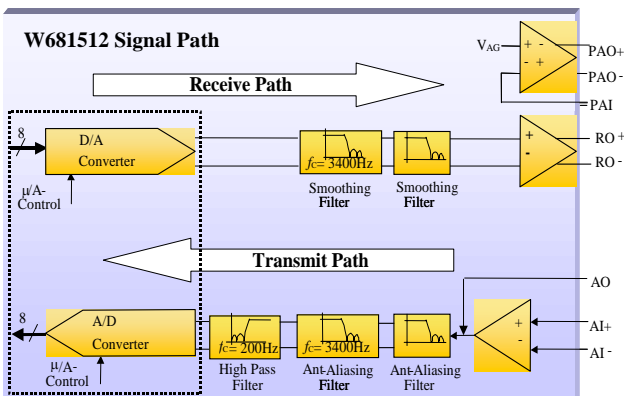 W681512 Signal Path
V AG
+ -
- +
PAO+
PAO-
PAI
Receive Path
8
D/A
Converter
μ/A-
Control
fc= 3400Hz
Smoothing
Filter
Smoothing
Filter
+
-
RO +
RO -
Transmit Path
8
A/D
Converter
μ/A-
Control
fc= 200Hz
High Pass
Filter
fc= 3400Hz
Ant-Aliasing
Filter
Ant-Aliasing
Filter
+
-
AO
AI+
AI -